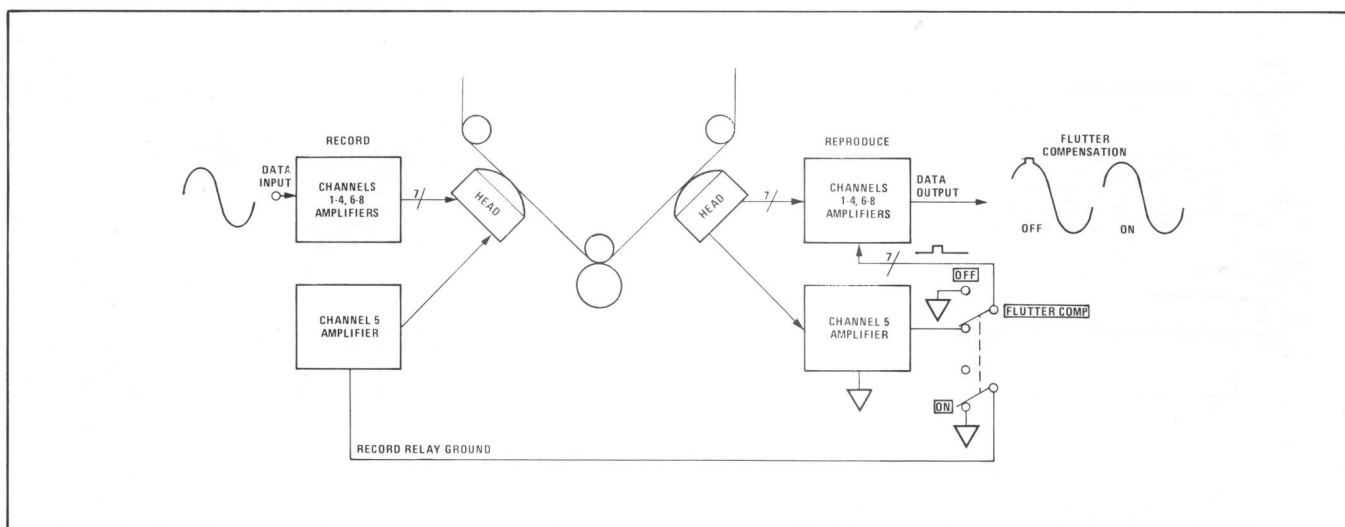 RECORD
DATA
INPUT
CHANNELS
1-4, 6-8
AMPLIFIERS
7
HEAD
CHANNEL 5
AMPLIFIER
RECORD RELAY GROUND
HEAD
7
REPRODUCE
CHANNELS
1-4, 6-8
AMPLIFIERS
DATA
OUTPUT
7
CHANNEL 5
AMPLIFIER
OFF
FLUTTER COMP
ON
FLUTTER
COMPENSATION
OFF
ON